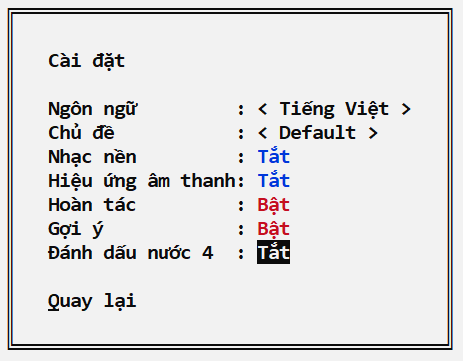 Cài đặt
Ngôn ngữ : < Tiếng Việt >
Chủ đề : < Default >
Nhạc nền : Tắt
Hiệu ứng âm thanh: Tắt
Hoàn tác : Bật
Gợi ý : Bật
Đánh dấu nước 4 : Tắt
Quay lại